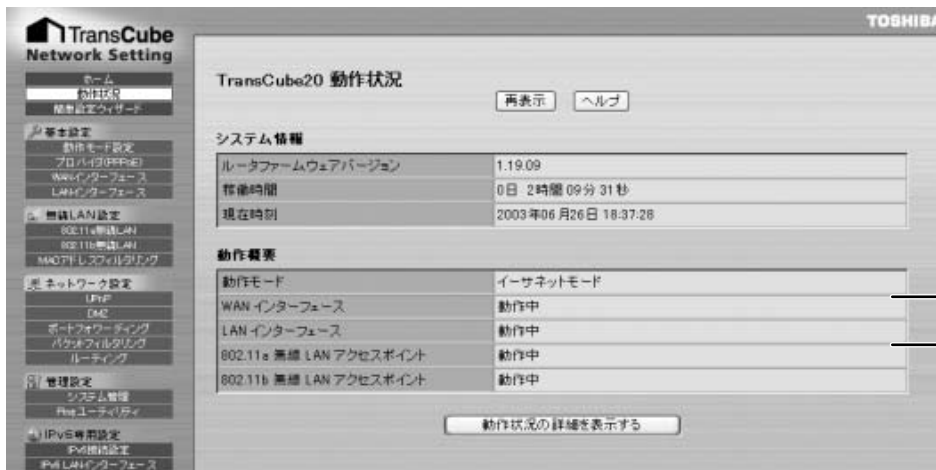 TransCube
Network Setting
TOSHIBA
ホーム
動作状況
簡単設定ウィザード
基本設定
動作モード設定
プロバイダ(PPPoE)
WANインターフェース
LANインターフェース
無線LAN設定
802.11a無線LAN
802.11b無線LAN
MACアドレスフィルタリング
ネットワーク設定
UPnP
DMZ
ポートフォワーディング
パケットフィルタリング
ルーティング
管理設定
システム管理
Pingユーティリティ
IPv6専用設定
IPv6接続設定
IPv6 LANインターフェース
TransCube20 動作状況
再表示 ヘルプ
システム情報
ルータファームウェアバージョン 1.19.09
稼働時間 0日 2時間 09分 31秒
現在時刻 2003年06月26日 18:37:28
動作概要
動作モード イーサネットモード
WAN インターフェース 動作中
LAN インターフェース 動作中
802.11a 無線 LAN アクセスポイント 動作中
802.11b 無線 LAN アクセスポイント 動作中
動作状況の詳細を表示する